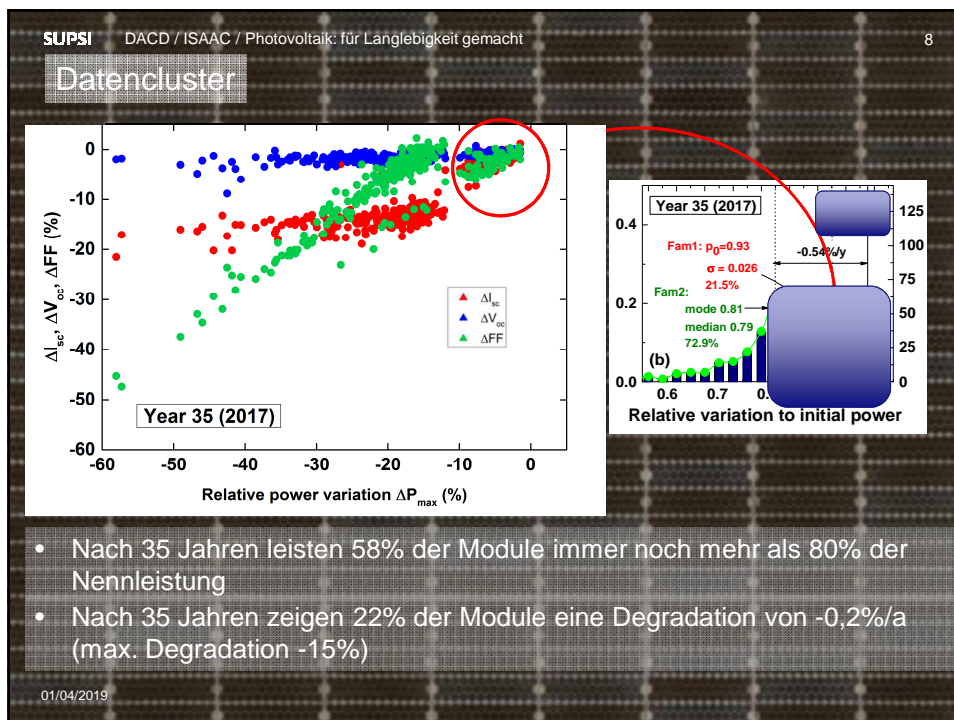 SUPSI DACD / ISAAC / Photovoltaik: für Langlebigkeit gemacht 8
Datencluster
0
-10
-20
-30
-40
-50
-60
ΔIsc, ΔVoc, ΔFF (%)
ΔIsc
ΔVoc
ΔFF
Year 35 (2017)
-60 -50 -40 -30 -20 -10 0
Relative power variation ΔPmax (%)
Year 35 (2017)
0.4
0.2
0.0
Fam1: p0=0.93
σ = 0.026
21.5%
Fam2:
mode 0.81
median 0.79
72.9%
(b)
-0.54%/y
125
100
75
50
25
0
0.6 0.7
Relative variation to initial power
• Nach 35 Jahren leisten 58% der Module immer noch mehr als 80% der
Nennleistung
• Nach 35 Jahren zeigen 22% der Module eine Degradation von -0,2%/a
(max. Degradation -15%)
01/04/2019